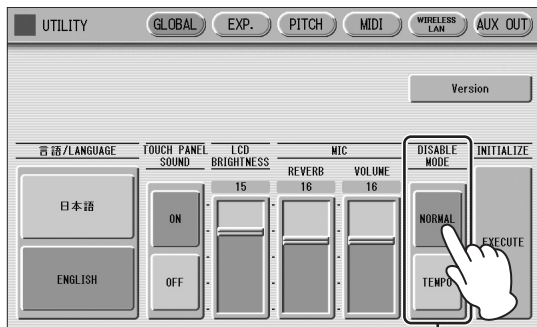 UTILITY
GLOBAL
EXP.
PITCH
MIDI
WIRELESS
LAN
AUX OUT
Version
言語/LANGUAGE
TOUCH PANEL
SOUND
LCD
BRIGHTNESS
MIC
DISABLE
MODE
INITIALIZE
REVERB
VOLUME
15
16
16
日本語
ON
NORMAL
EXECUTE
ENGLISH
OFF
TEMPO